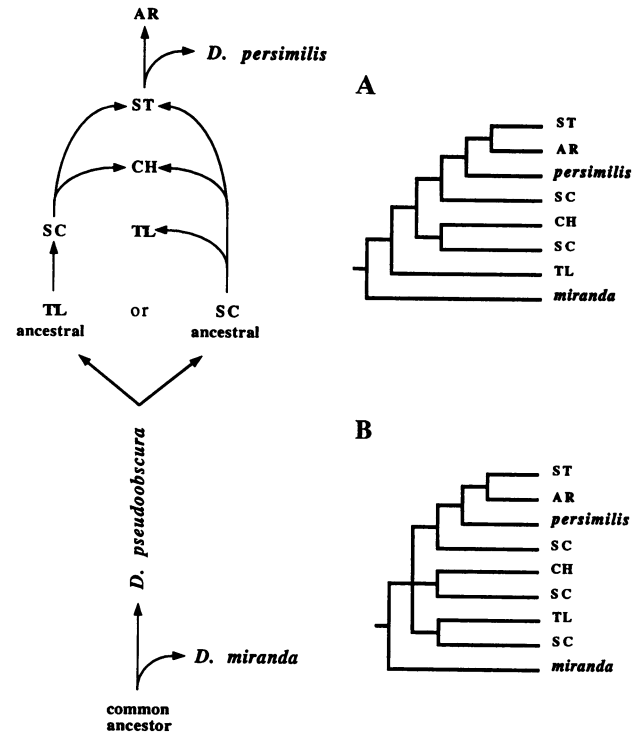 AR
D. persimilis
ST
CH
SC
TL
TL
ancestral
or
SC
ancestral
D. pseudoobscura
D. miranda
common
ancestor
A
ST
AR
persimilis
SC
CH
SC
TL
miranda
B
ST
AR
persimilis
SC
CH
SC
TL
SC
miranda